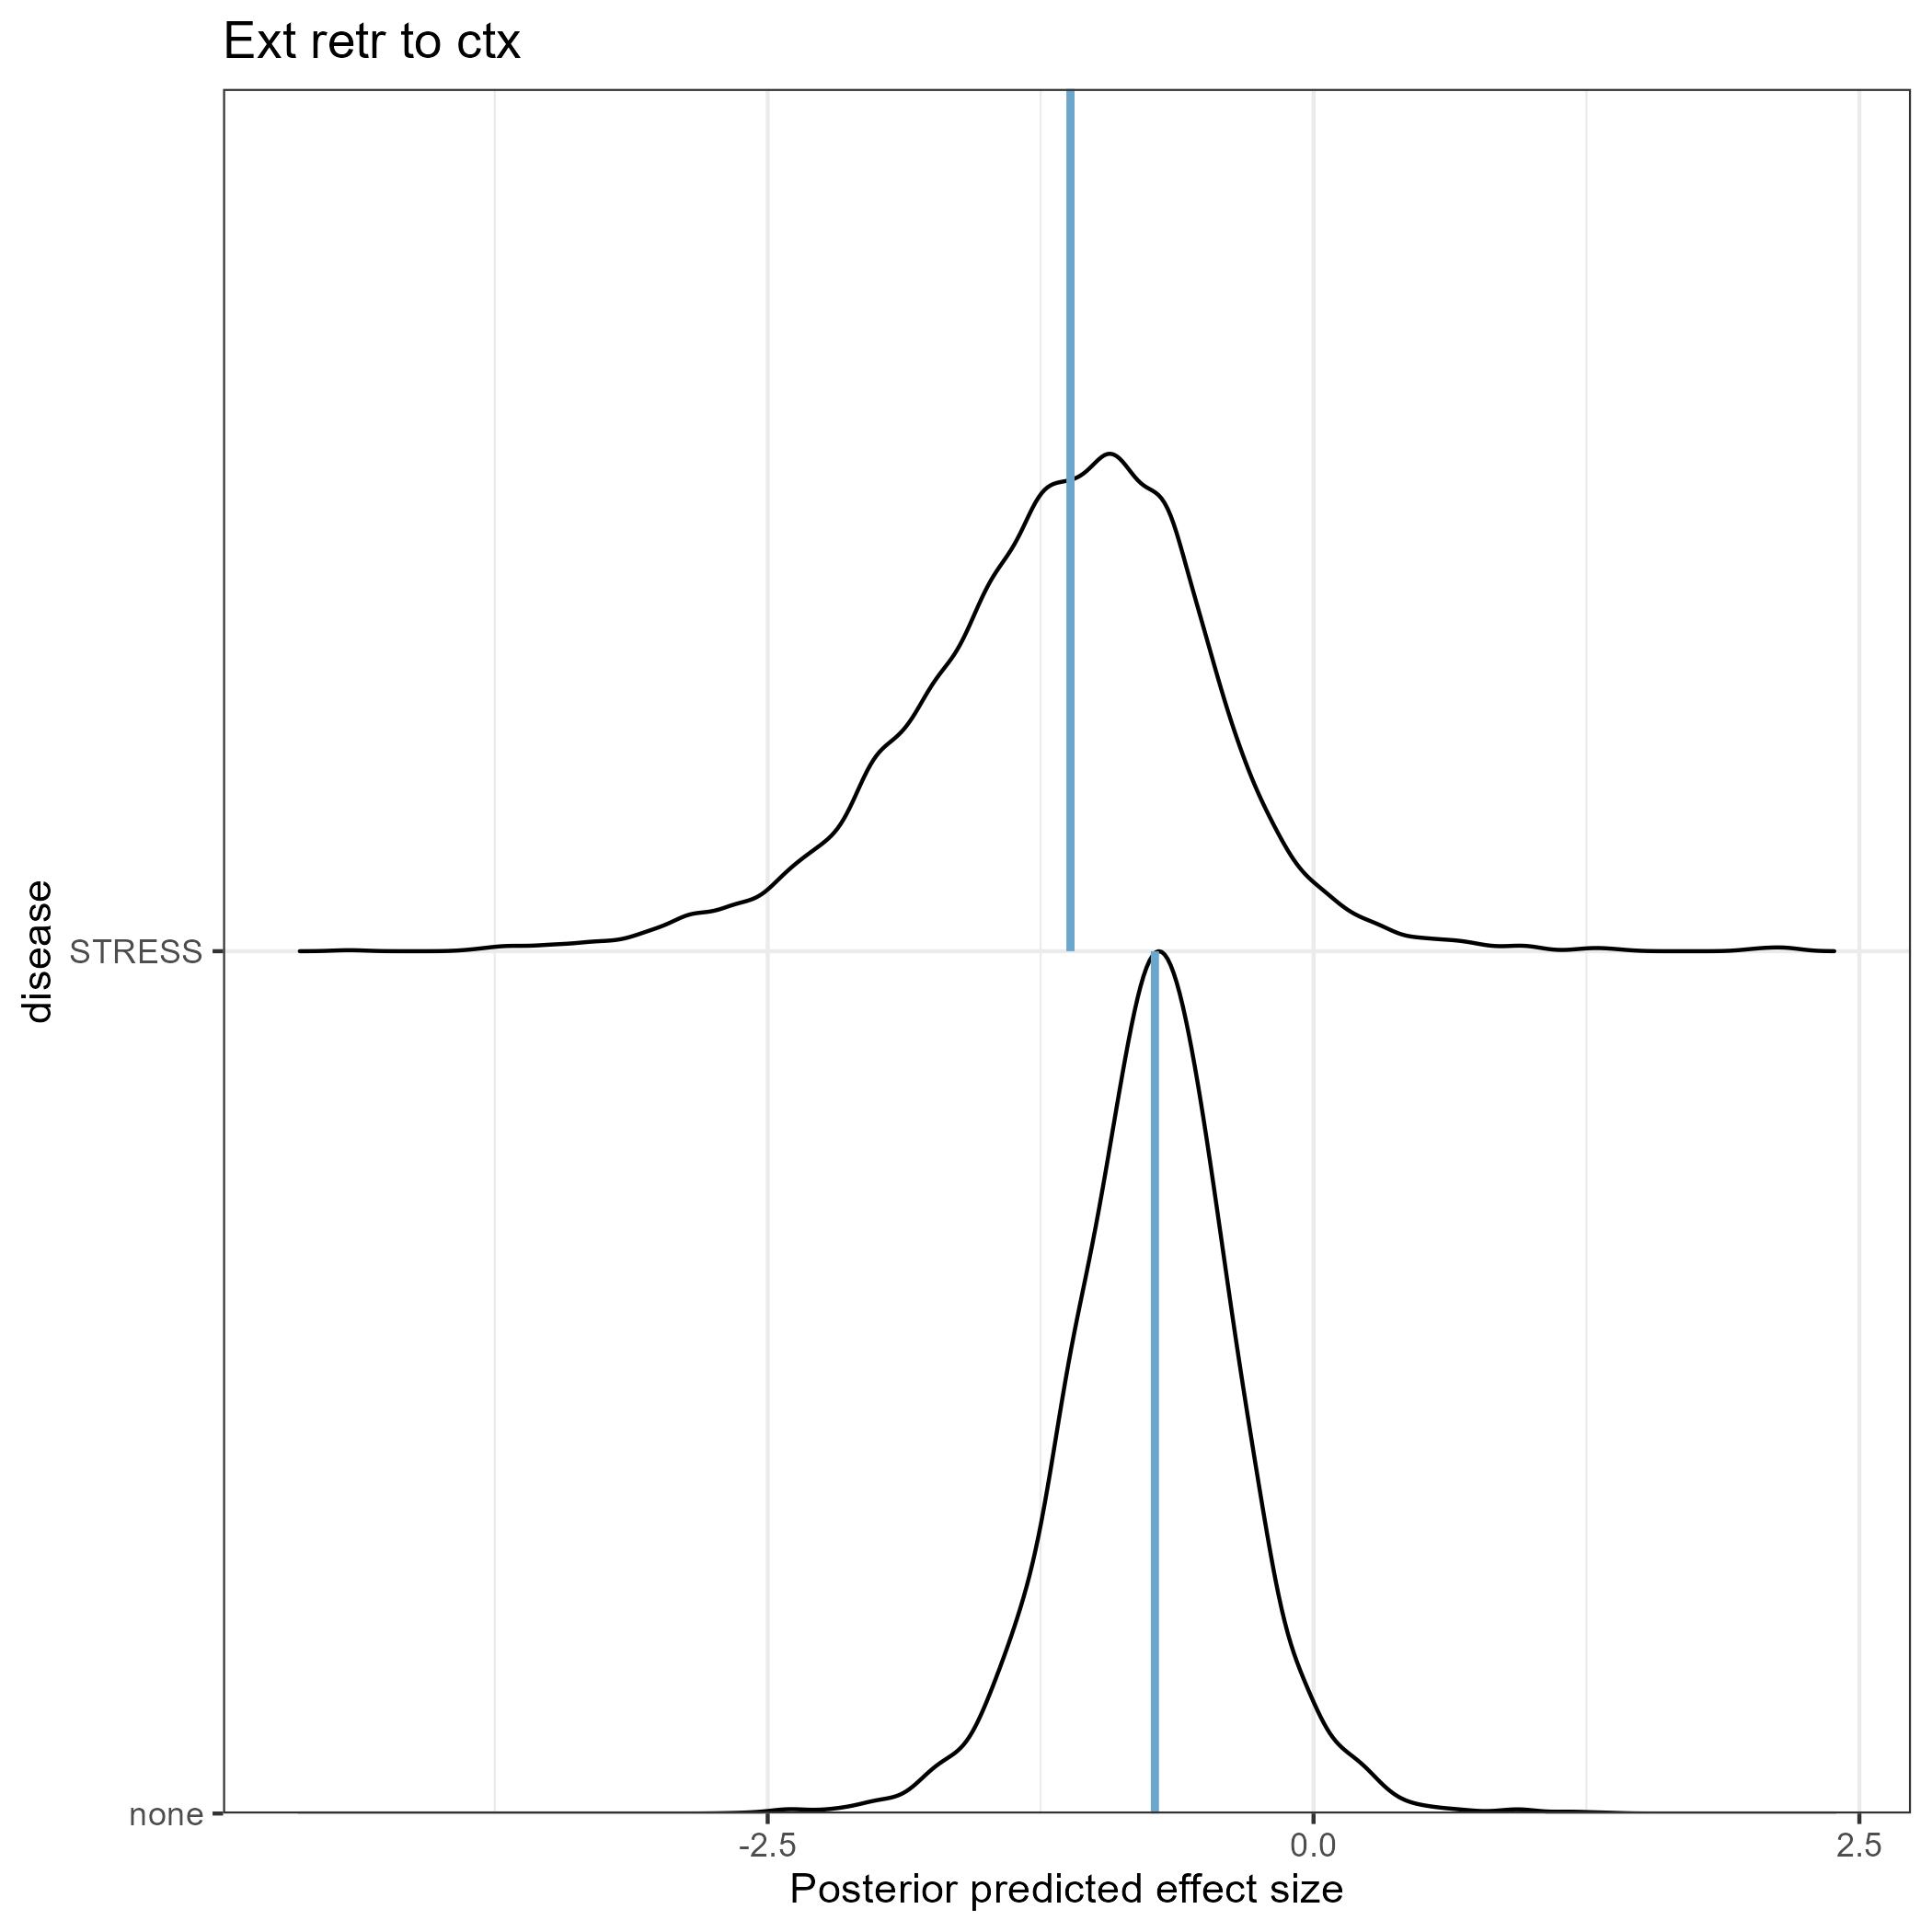 Ext retr to ctx
disease
STRESS
none
-2.5
0.0
2.5
Posterior predicted effect size